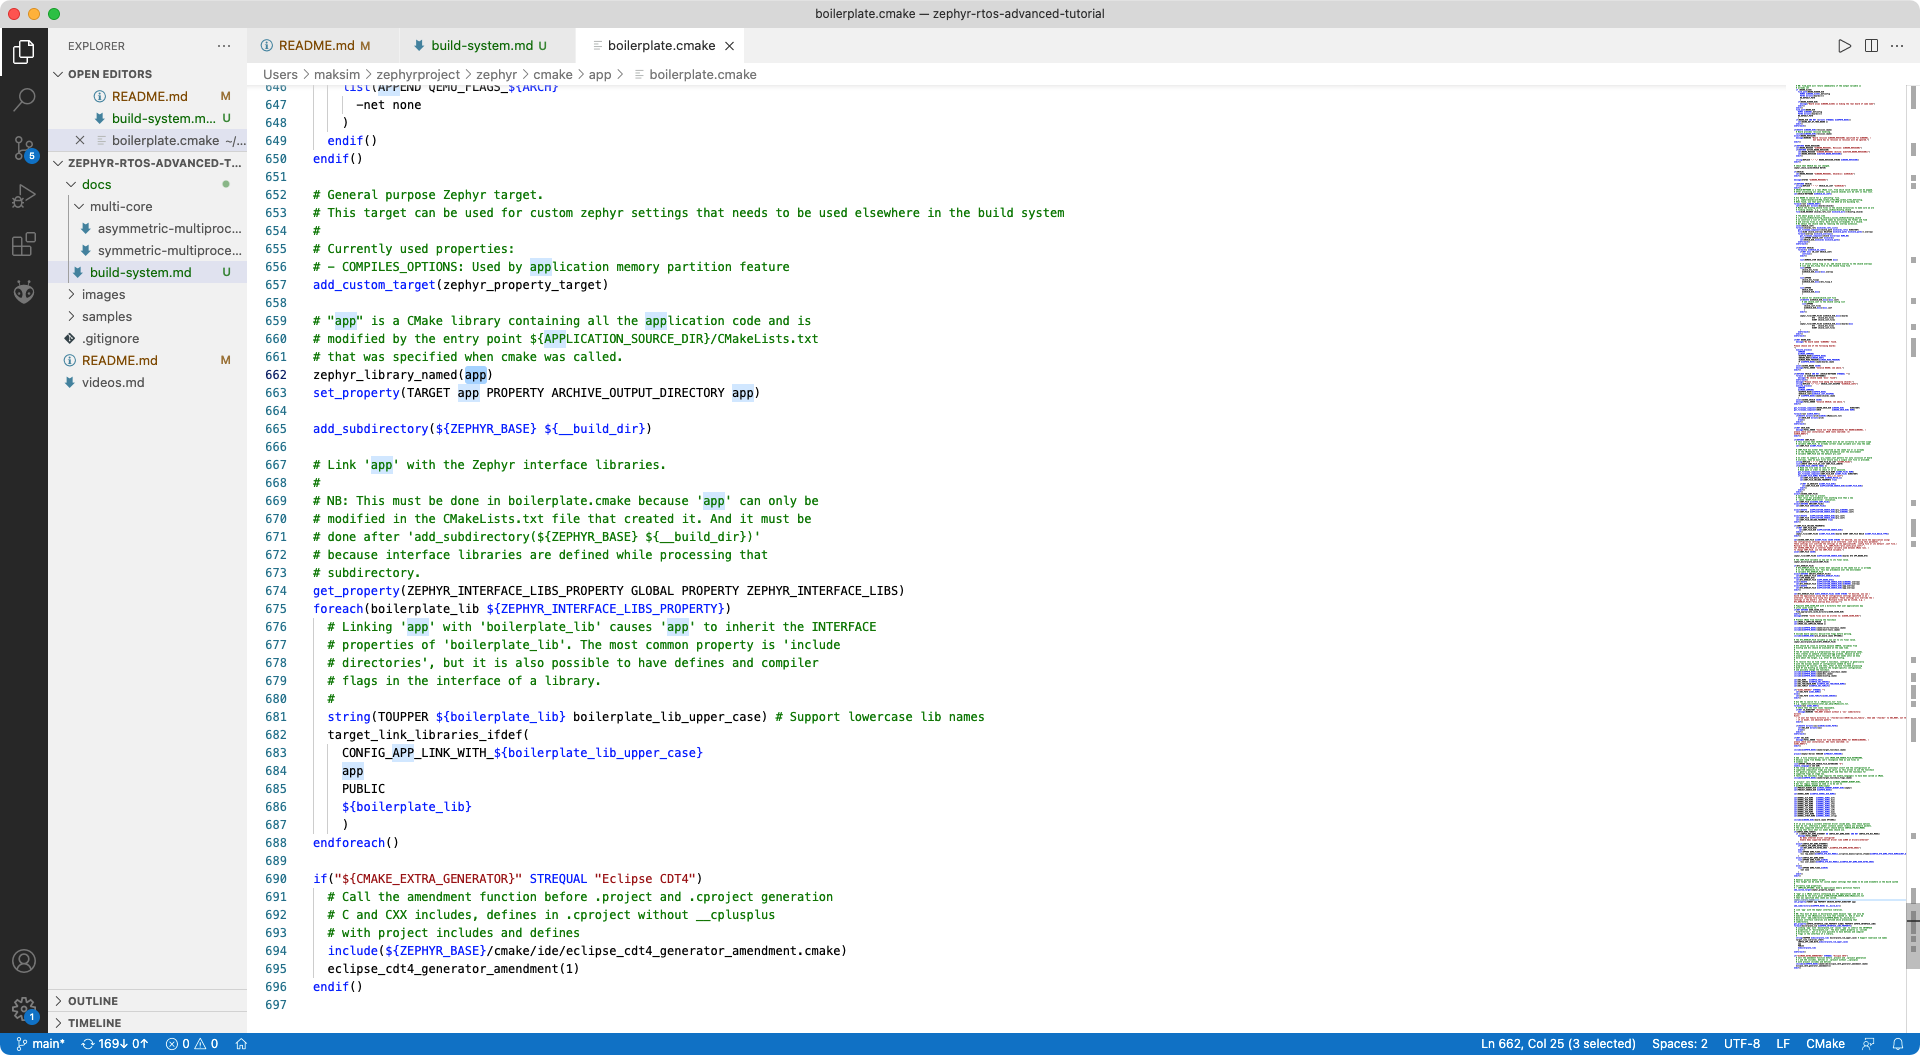 boilerplate.cmake — zephyr-rtos-advanced-tutorial
EXPLORER
OPEN EDITORS
README.md M
build-system.m... U
boilerplate.cmake ~/...
ZEPHYR-RTOS-ADVANCED-T...
docs
multi-core
asymmetric-multiproc...
symmetric-multiproce...
build-system.md U
images
samples
.gitignore
README.md M
videos.md
OUTLINE
TIMELINE
5
1
README.md M
build-system.md U
boilerplate.cmake
Users > maksim > zephyrproject > zephyr > cmake > app > boilerplate.cmake
646 list(APPEND QEMU_FLAGS_${ARCH}
647 -net none
648 )
649 endif()
650 endif()
651
652 # General purpose Zephyr target.
653 # This target can be used for custom zephyr settings that needs to be used elsewhere in the build system
654 #
655 # Currently used properties:
656 # - COMPILES_OPTIONS: Used by application memory partition feature
657 add_custom_target(zephyr_property_target)
658
659 # "app" is a CMake library containing all the application code and is
660 # modified by the entry point ${APPLICATION_SOURCE_DIR}/CMakeLists.txt
661 # that was specified when cmake was called.
662 zephyr_library_named(app)
663 set_property(TARGET app PROPERTY ARCHIVE_OUTPUT_DIRECTORY app)
664
665 add_subdirectory(${ZEPHYR_BASE} ${__build_dir})
666
667 # Link 'app' with the Zephyr interface libraries.
668 #
669 # NB: This must be done in boilerplate.cmake because 'app' can only be
670 # modified in the CMakeLists.txt file that created it. And it must be
671 # done after 'add_subdirectory(${ZEPHYR_BASE} ${__build_dir})'
672 # because interface libraries are defined while processing that
673 # subdirectory.
674 get_property(ZEPHYR_INTERFACE_LIBS_PROPERTY GLOBAL PROPERTY ZEPHYR_INTERFACE_LIBS)
675 foreach(boilerplate_lib ${ZEPHYR_INTERFACE_LIBS_PROPERTY})
676 # Linking 'app' with 'boilerplate_lib' causes 'app' to inherit the INTERFACE
677 # properties of 'boilerplate_lib'. The most common property is 'include
678 # directories', but it is also possible to have defines and compiler
679 # flags in the interface of a library.
680 #
681 string(TOUPPER ${boilerplate_lib} boilerplate_lib_upper_case) # Support lowercase lib names
682 target_link_libraries_ifdef(
683 CONFIG_APP_LINK_WITH_${boilerplate_lib_upper_case}
684 app
685 PUBLIC
686 ${boilerplate_lib}
687 )
688 endforeach()
689
690 if("${CMAKE_EXTRA_GENERATOR}" STREQUAL "Eclipse CDT4")
691 # Call the amendment function before .project and .cproject generation
692 # C and CXX includes, defines in .cproject without __cplusplus
693 # with project includes and defines
694 include(${ZEPHYR_BASE}/cmake/ide/eclipse_cdt4_generator_amendment.cmake)
695 eclipse_cdt4_generator_amendment(1)
696 endif()
697
main* 169↓ 0↑ 0 0 Ln 662, Col 25 (3 selected) Spaces: 2 UTF-8 LF CMake